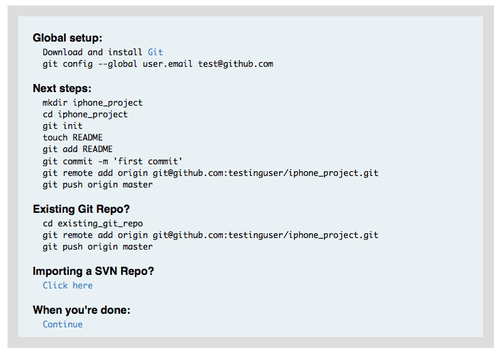 Global setup:
Download and install Git
git config --global user.email test@github.com
Next steps:
mkdir iphone_project
cd iphone_project
git init
touch README
git add README
git commit -m 'first commit'
git remote add origin git@github.com:testinguser/iphone_project.git
git push origin master
Existing Git Repo?
cd existing_git_repo
git remote add origin git@github.com:testinguser/iphone_project.git
git push origin master
Importing a SVN Repo?
Click here
When you're done:
Continue